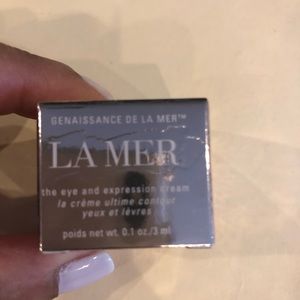 GENAISSANCE DE LA MER™
LA MER
the eye and expression cream
la crème ultime contour
yeux et lèvres
poids net wt. 0.1 oz./3 ml